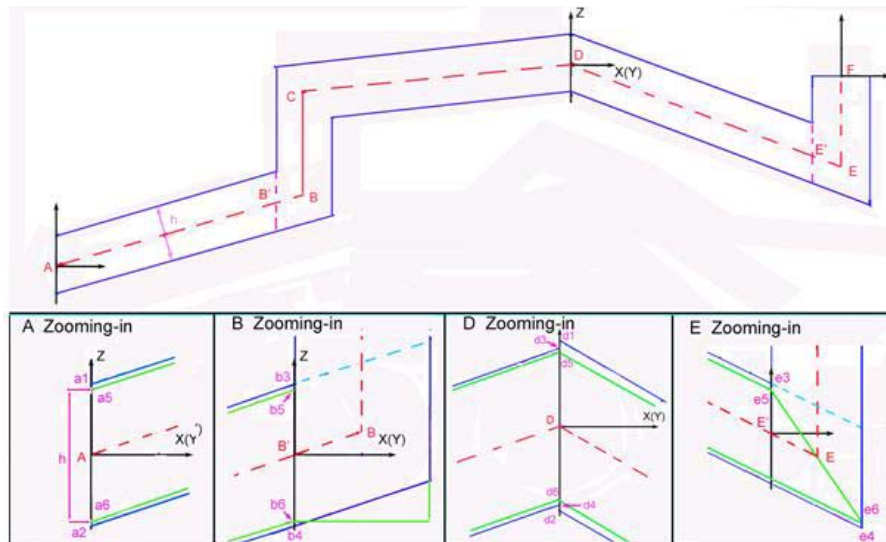 Z
D
X(Y)
F
C
E'
E
B'
B
h
A
A Zooming-in
B Zooming-in
D Zooming-in
E Zooming-in
Z
a1
a5
h
A
X(Y')
a6
a2
Z
b3
b5
B
B'
X(Y)
b6
b4
d3
d1
d5
D
X(Y)
d6
d4
d2
e3
e5
E'
E
e6
e4